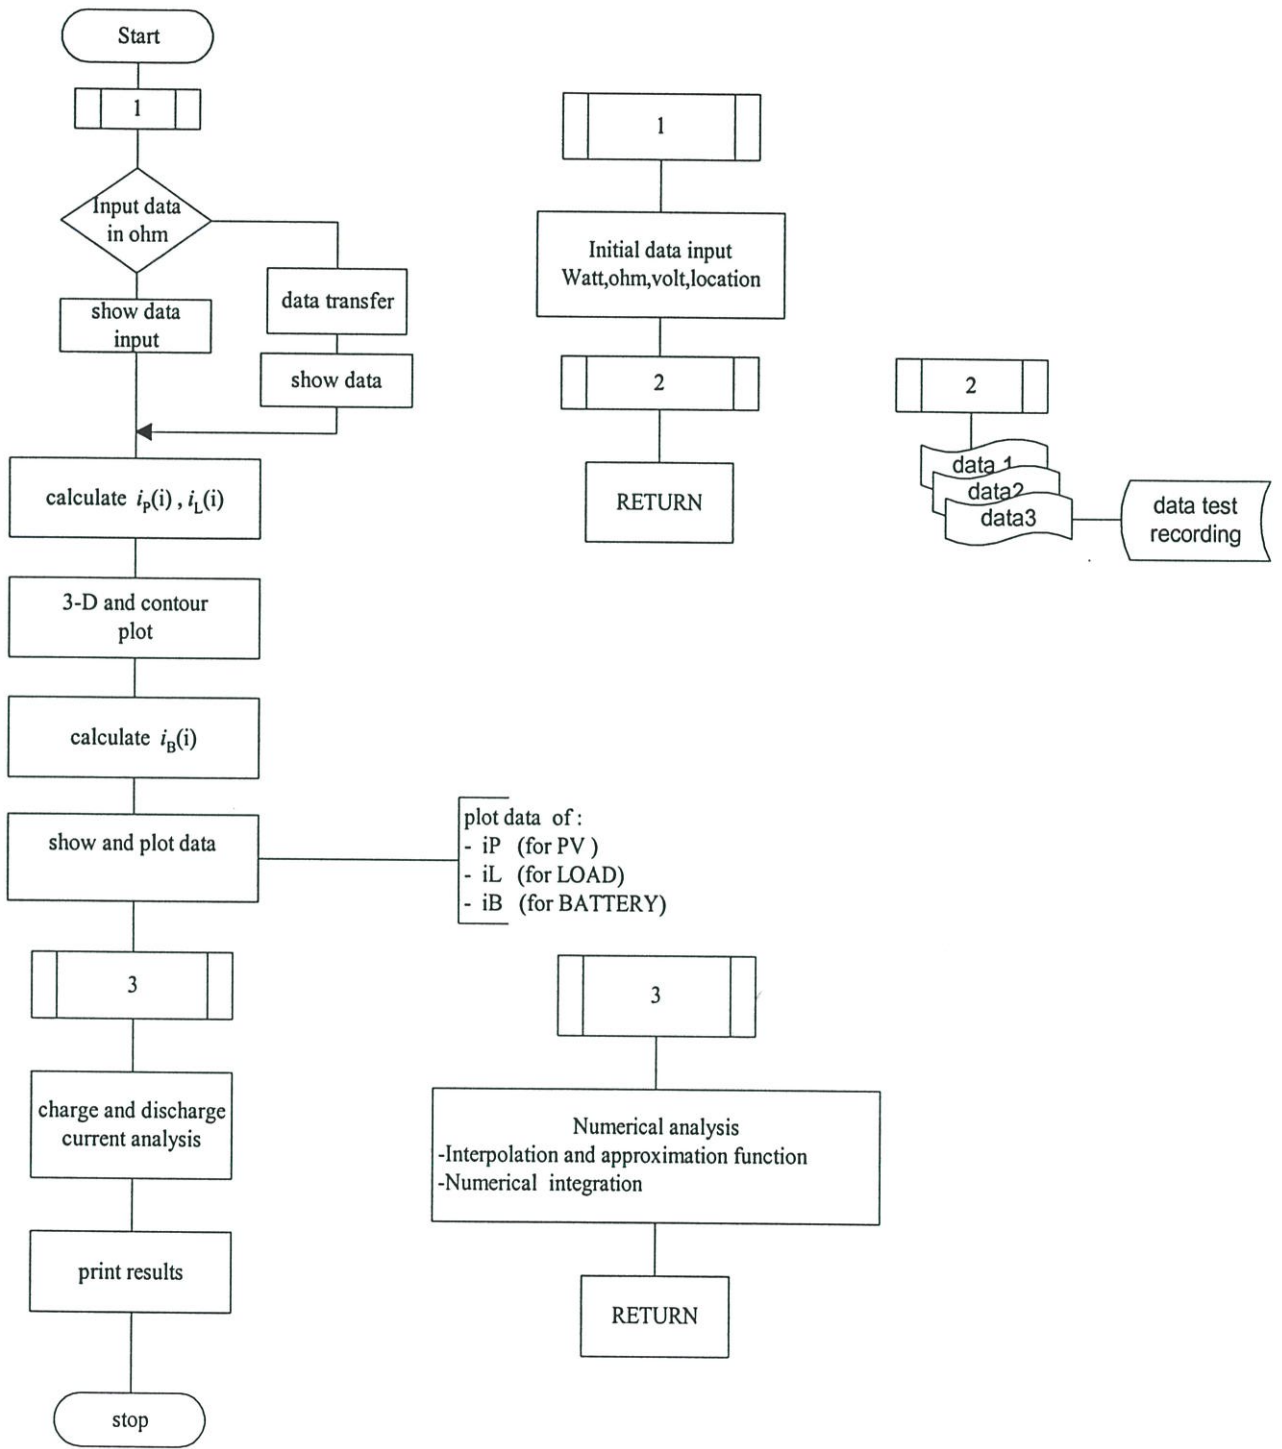 Start
1
Input data
in ohm
show data
input
data transfer
show data
calculate iP(i) , iL(i)
3-D and contour
plot
calculate iB(i)
show and plot data
plot data of :
- iP (for PV )
- iL (for LOAD)
- iB (for BATTERY)
3
charge and discharge
current analysis
print results
stop
1
Initial data input
Watt,ohm,volt,location
2
RETURN
2
data 1
data2
data3
data test
recording
3
Numerical analysis
-Interpolation and approximation function
-Numerical integration
RETURN